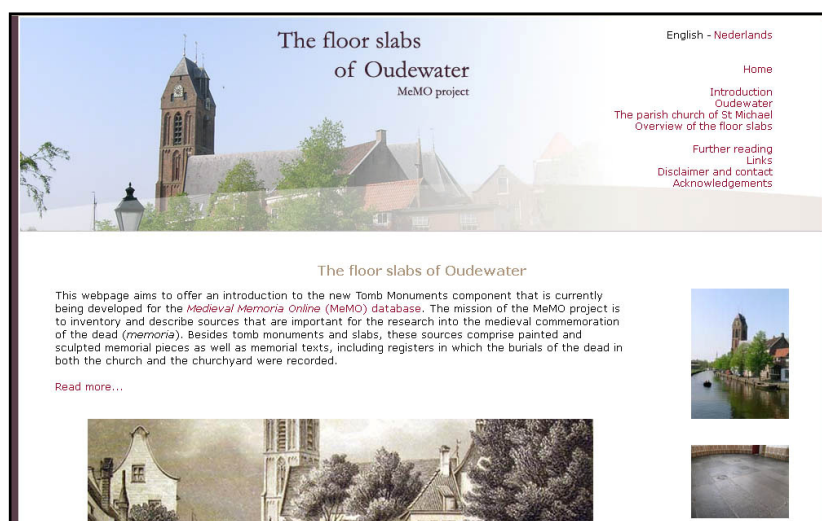 The floor slabs
of Oudewater
MeMO project
English - Nederlands
Home
Introduction
Oudewater
The parish church of St Michael
Overview of the floor slabs
Further reading
Links
Disclaimer and contact
Acknowledgements
The floor slabs of Oudewater
This webpage aims to offer an introduction to the new Tomb Monuments component that is currently
being developed for the Medieval Memoria Online (MeMO) database. The mission of the MeMO project is
to inventory and describe sources that are important for the research into the medieval commemoration
of the dead (memoria). Besides tomb monuments and slabs, these sources comprise painted and
sculpted memorial pieces as well as memorial texts, including registers in which the burials of the dead in
both the church and the churchyard were recorded.
Read more...